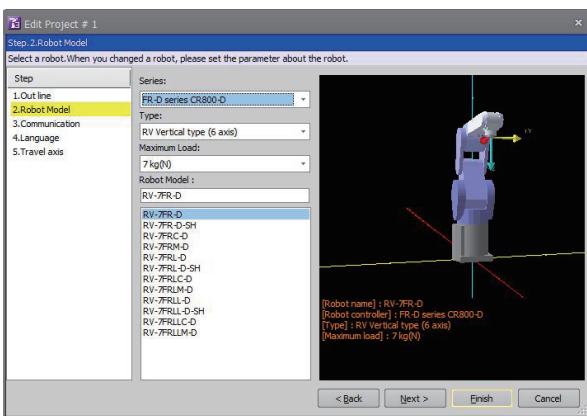 Edit Project # 1
Step.2.Robot Model
Select a robot.When you changed a robot, please set the parameter about the robot.
Step
1.Out line
2.Robot Model
3.Communication
4.Language
5.Travel axis
Series:
FR-D series CR800-D
Type:
RV Vertical type (6 axis)
Maximum Load:
7 kg(N)
Robot Model :
RV-7FR-D
RV-7FR-D
RV-7FR-D-SH
RV-7FRC-D
RV-7FRM-D
RV-7FRL-D
RV-7FRL-D-SH
RV-7FRLC-D
RV-7FRLM-D
RV-7FRLL-D
RV-7FRLL-D-SH
RV-7FRLLC-D
RV-7FRLLM-D
+Y
[Robot name] : RV-7FR-D
[Robot controller] : FR-D series CR800-D
[Type] : RV Vertical type (6 axis)
[Maximum load] : 7 kg(N)
< Back
Next >
Finish
Cancel